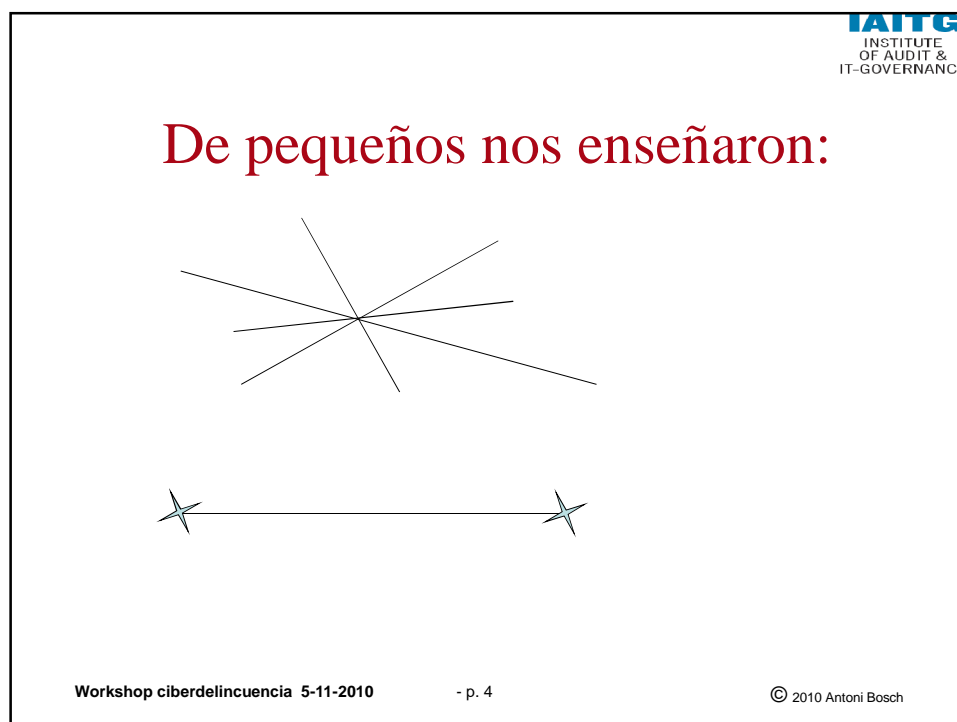 IAITG
INSTITUTE
OF AUDIT &
IT-GOVERNANC
De pequeños nos enseñaron:
Workshop ciberdelincuencia 5-11-2010 - p. 4 © 2010 Antoni Bosch